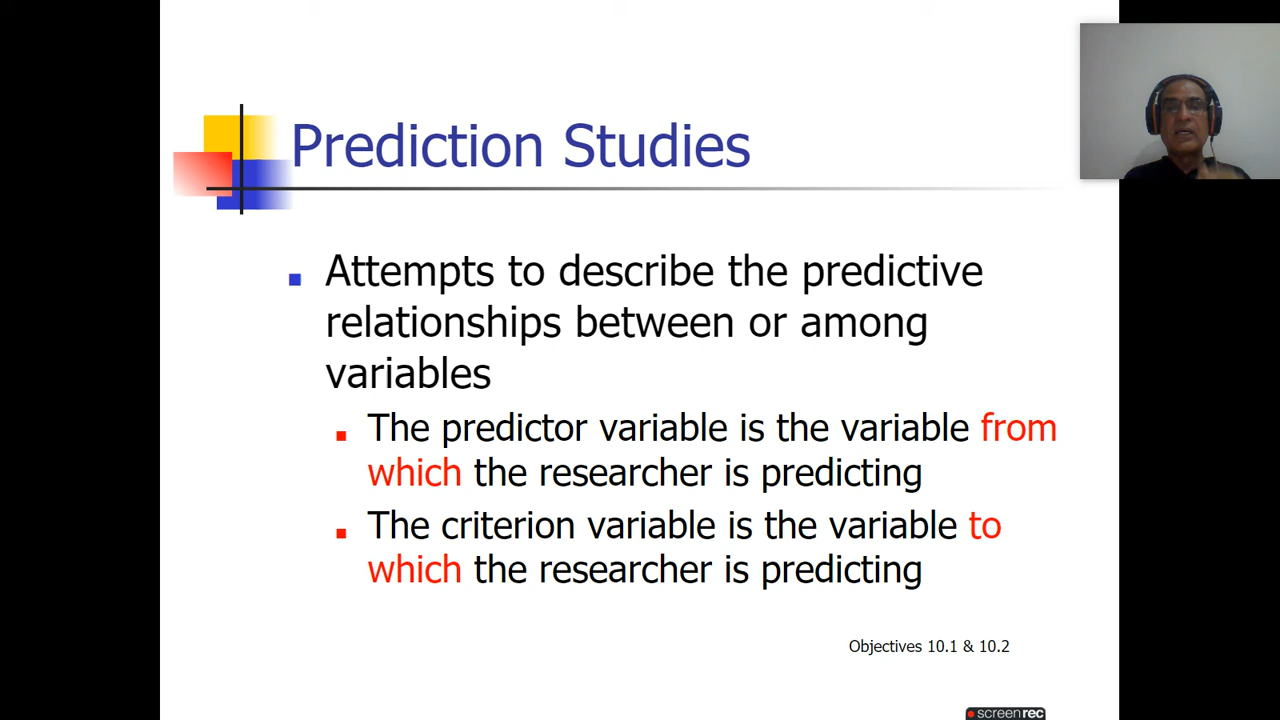 Prediction Studies
Attempts to describe the predictive
relationships between or among
variables
The predictor variable is the variable from
which the researcher is predicting
The criterion variable is the variable to
which the researcher is predicting
Objectives 10.1 & 10.2
screenrec